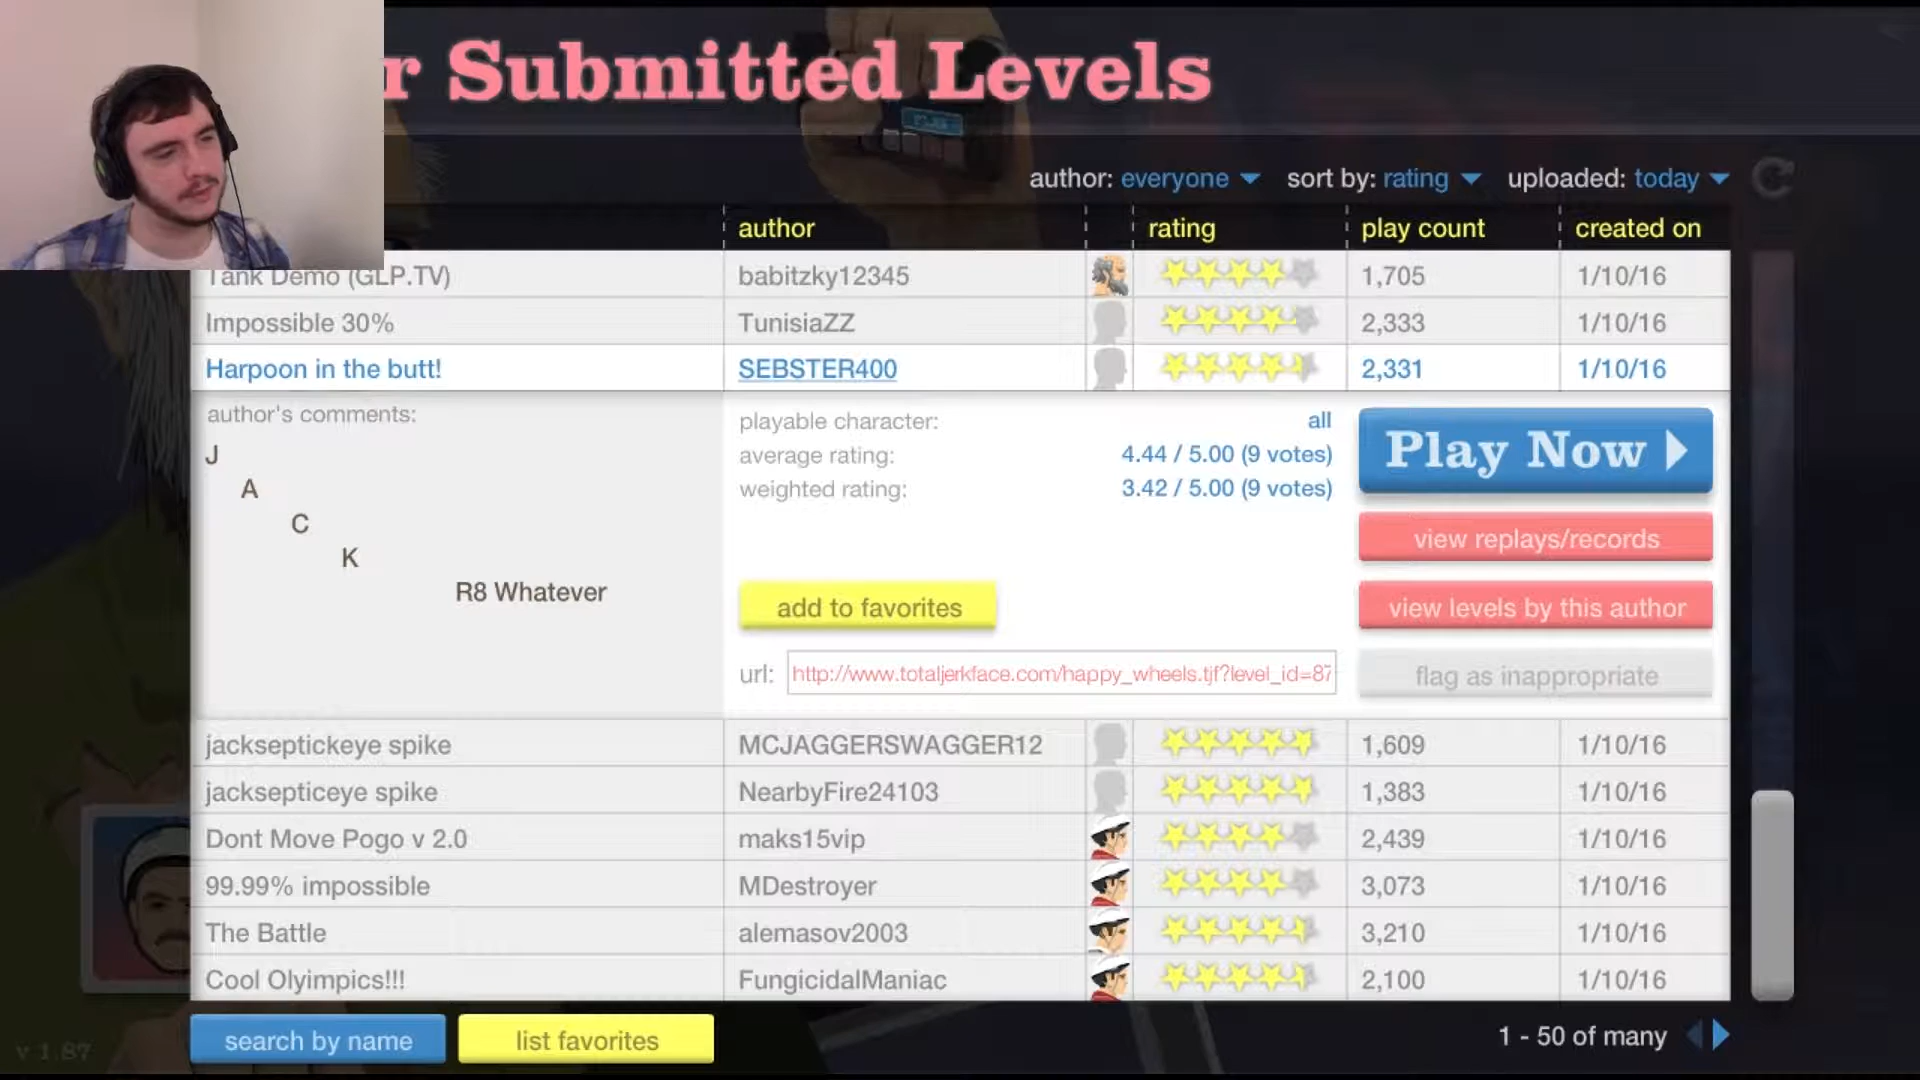 r Submitted Levels
author: everyone sort by: rating uploaded: today
author rating play count created on
Tank Demo (GLP.TV) babitzky12345 1,705 1/10/16
Impossible 30% TunisiaZZ 2,333 1/10/16
Harpoon in the butt! SEBSTER400 2,331 1/10/16
author's comments:
J
A
C
K
R8 Whatever
playable character: all
average rating: 4.44 / 5.00 (9 votes)
weighted rating: 3.42 / 5.00 (9 votes)
add to favorites
url: http://www.totaljerkface.com/happy_wheels.tjf?level_id=87
Play Now
view replays/records
view levels by this author
flag as inappropriate
jackseptickeye spike MCJAGGERSWAGGER12 1,609 1/10/16
jacksepticeye spike NearbyFire24103 1,383 1/10/16
Dont Move Pogo v 2.0 maks15vip 2,439 1/10/16
99.99% impossible MDestroyer 3,073 1/10/16
The Battle alemasov2003 3,210 1/10/16
Cool Olyimpics!!! FungicidalManiac 2,100 1/10/16
search by name list favorites 1 - 50 of many
v 1.87